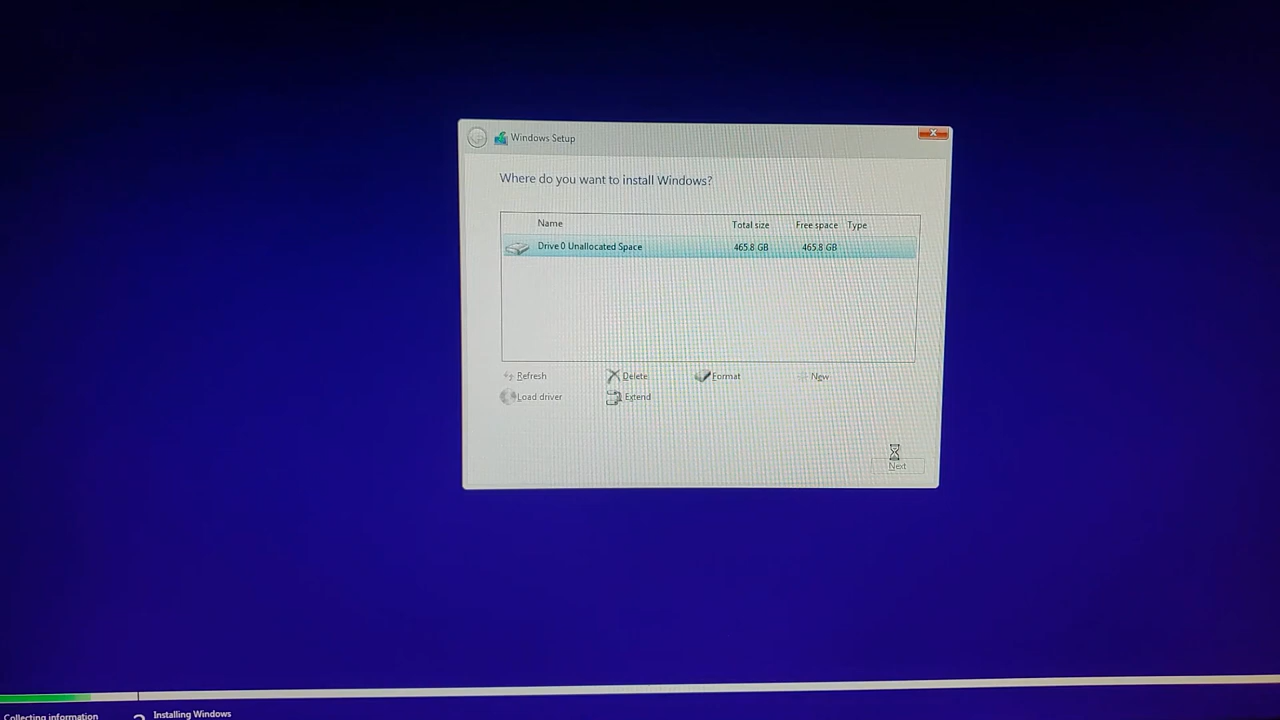 Windows Setup
Where do you want to install Windows?
Name Total size Free space Type
Drive 0 Unallocated Space 465.8 GB 465.8 GB
Refresh Delete Format New
Load driver Extend
Next
Collecting information 2 Installing Windows